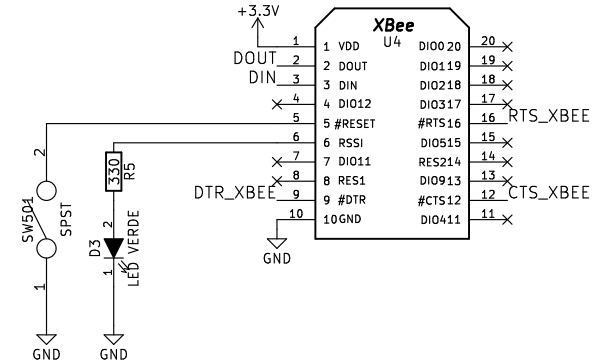 +3.3V
XBee
U4
1 1 VDD DIO0 20 20
DOUT 2 2 DOUT DIO1 19 19
DIN 3 3 DIN DIO2 18 18
4 4 DIO12 DIO3 17 17
5 5 #RESET #RTS 16 16 RTS_XBEE
6 6 RSSI DIO5 15 15
7 7 DIO11 RES2 14 14
8 8 RES1 DIO9 13 13
DTR_XBEE 9 9 #DTR #CTS 12 12 CTS_XBEE
10 10 GND DIO4 11 11
GND
2
SW501
SPST
1
GND
330
R5
2
D3
LED VERDE
1
GND